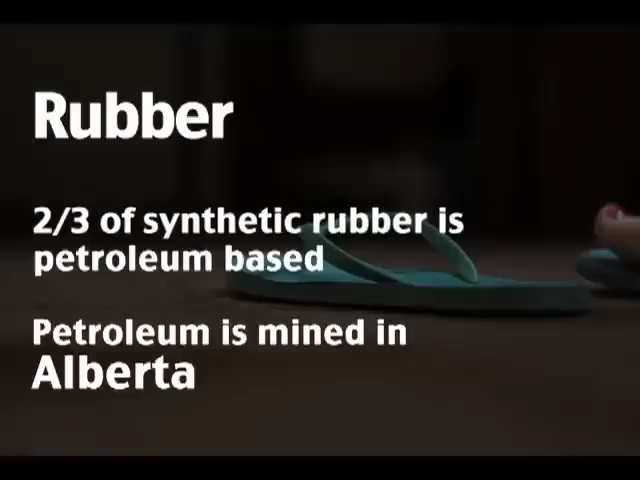 Rubber
2/3 of synthetic rubber is
petroleum based
Petroleum is mined in
Alberta